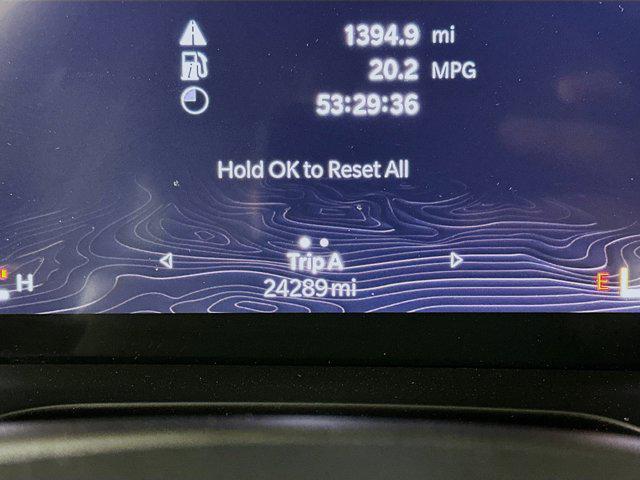 1394.9 mi
20.2 MPG
53:29:36
Hold OK to Reset All
Trip A
H
E
24289 mi